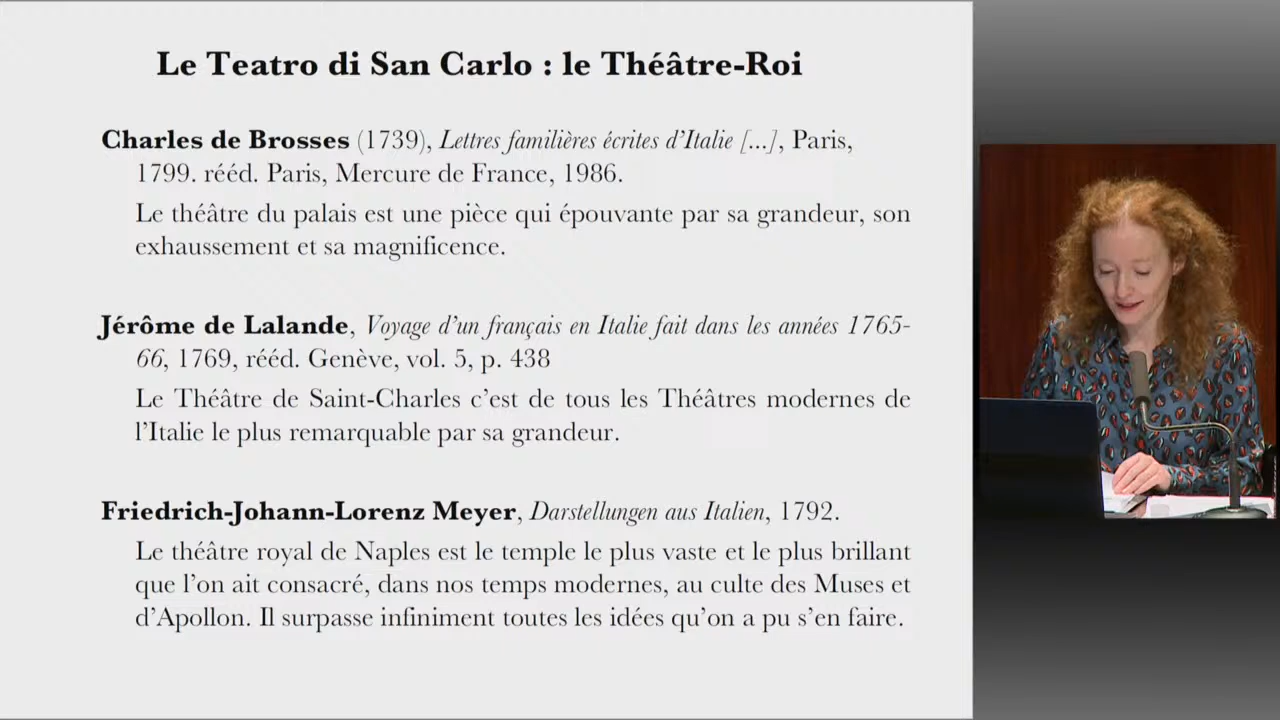 Le Teatro di San Carlo : le Théâtre-Roi
Charles de Brosses (1739), Lettres familières écrites d’Italie [...], Paris,
1799. rééd. Paris, Mercure de France, 1986.
Le théâtre du palais est une pièce qui épouvante par sa grandeur, son
exhaussement et sa magnificence.
Jérôme de Lalande, Voyage d’un français en Italie fait dans les années 1765-
66, 1769, rééd. Genève, vol. 5, p. 438
Le Théâtre de Saint-Charles c’est de tous les Théâtres modernes de
l’Italie le plus remarquable par sa grandeur.
Friedrich-Johann-Lorenz Meyer, Darstellungen aus Italien, 1792.
Le théâtre royal de Naples est le temple le plus vaste et le plus brillant
que l’on ait consacré, dans nos temps modernes, au culte des Muses et
d’Apollon. Il surpasse infiniment toutes les idées qu’on a pu s’en faire.